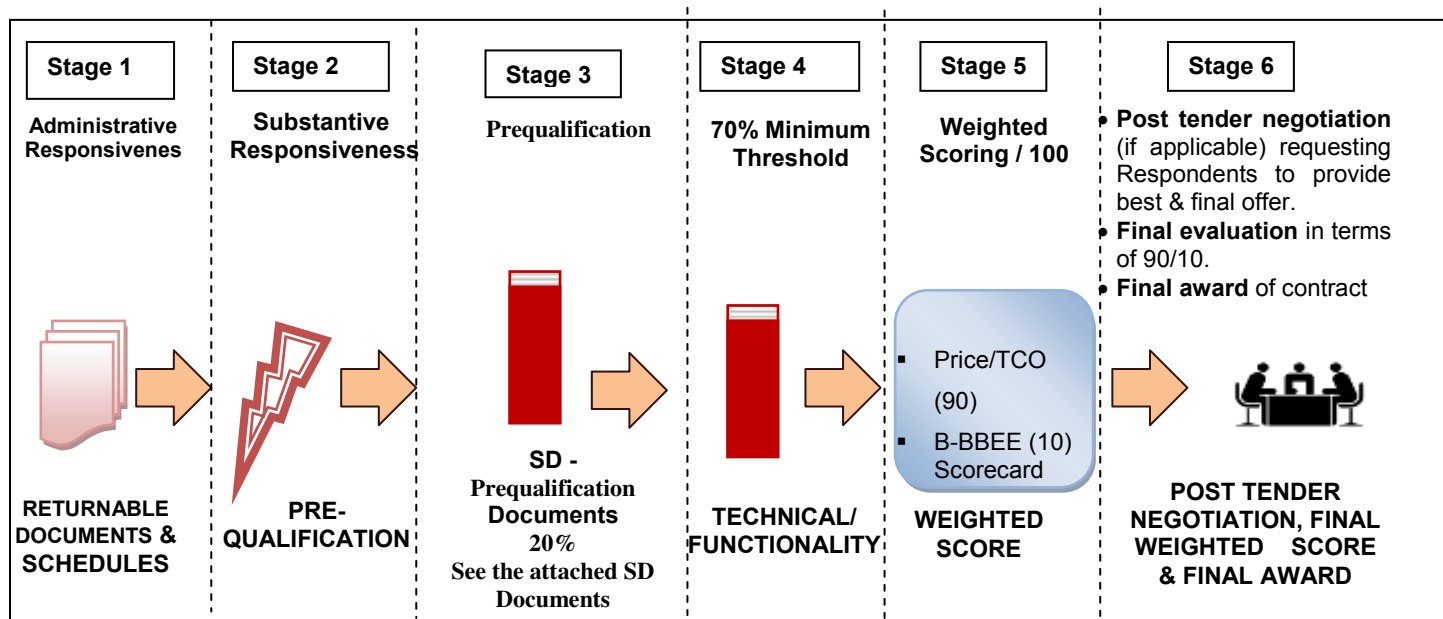 Stage 1
Administrative
Responsivenes
RETURNABLE
DOCUMENTS &
SCHEDULES
Stage 2
Substantive
Responsiveness
PRE-
QUALIFICATION
Stage 3
Prequalification
SD -
Prequalification
Documents
20%
See the attached SD
Documents
Stage 4
70% Minimum
Threshold
TECHNICAL/
FUNCTIONALITY
Stage 5
Weighted
Scoring / 100
▪ Price/TCO
(90)
▪ B-BBEE (10)
Scorecard
WEIGHTED
SCORE
Stage 6
• Post tender negotiation
(if applicable) requesting
Respondents to provide
best & final offer.
• Final evaluation in terms
of 90/10.
• Final award of contract
POST TENDER
NEGOTIATION, FINAL
WEIGHTED SCORE
& FINAL AWARD